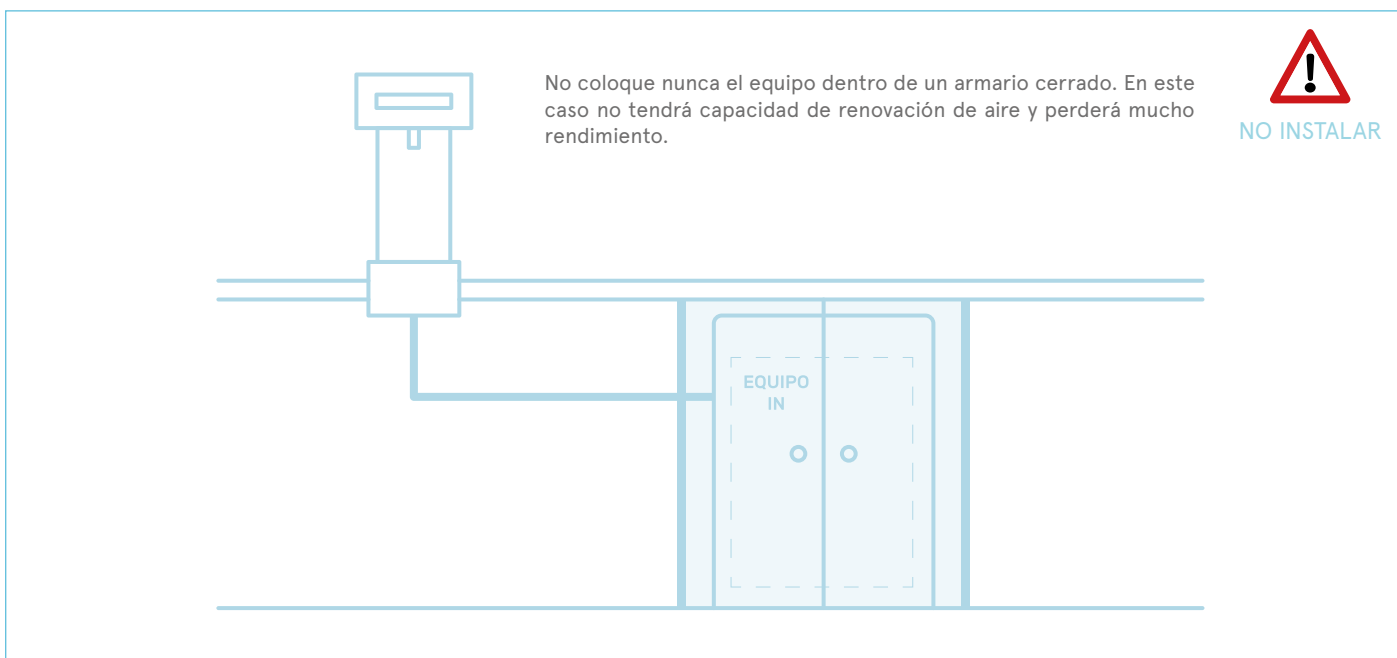 No coloque nunca el equipo dentro de un armario cerrado. En este
caso no tendrá capacidad de renovación de aire y perderá mucho
rendimiento.
NO INSTALAR
EQUIPO
IN